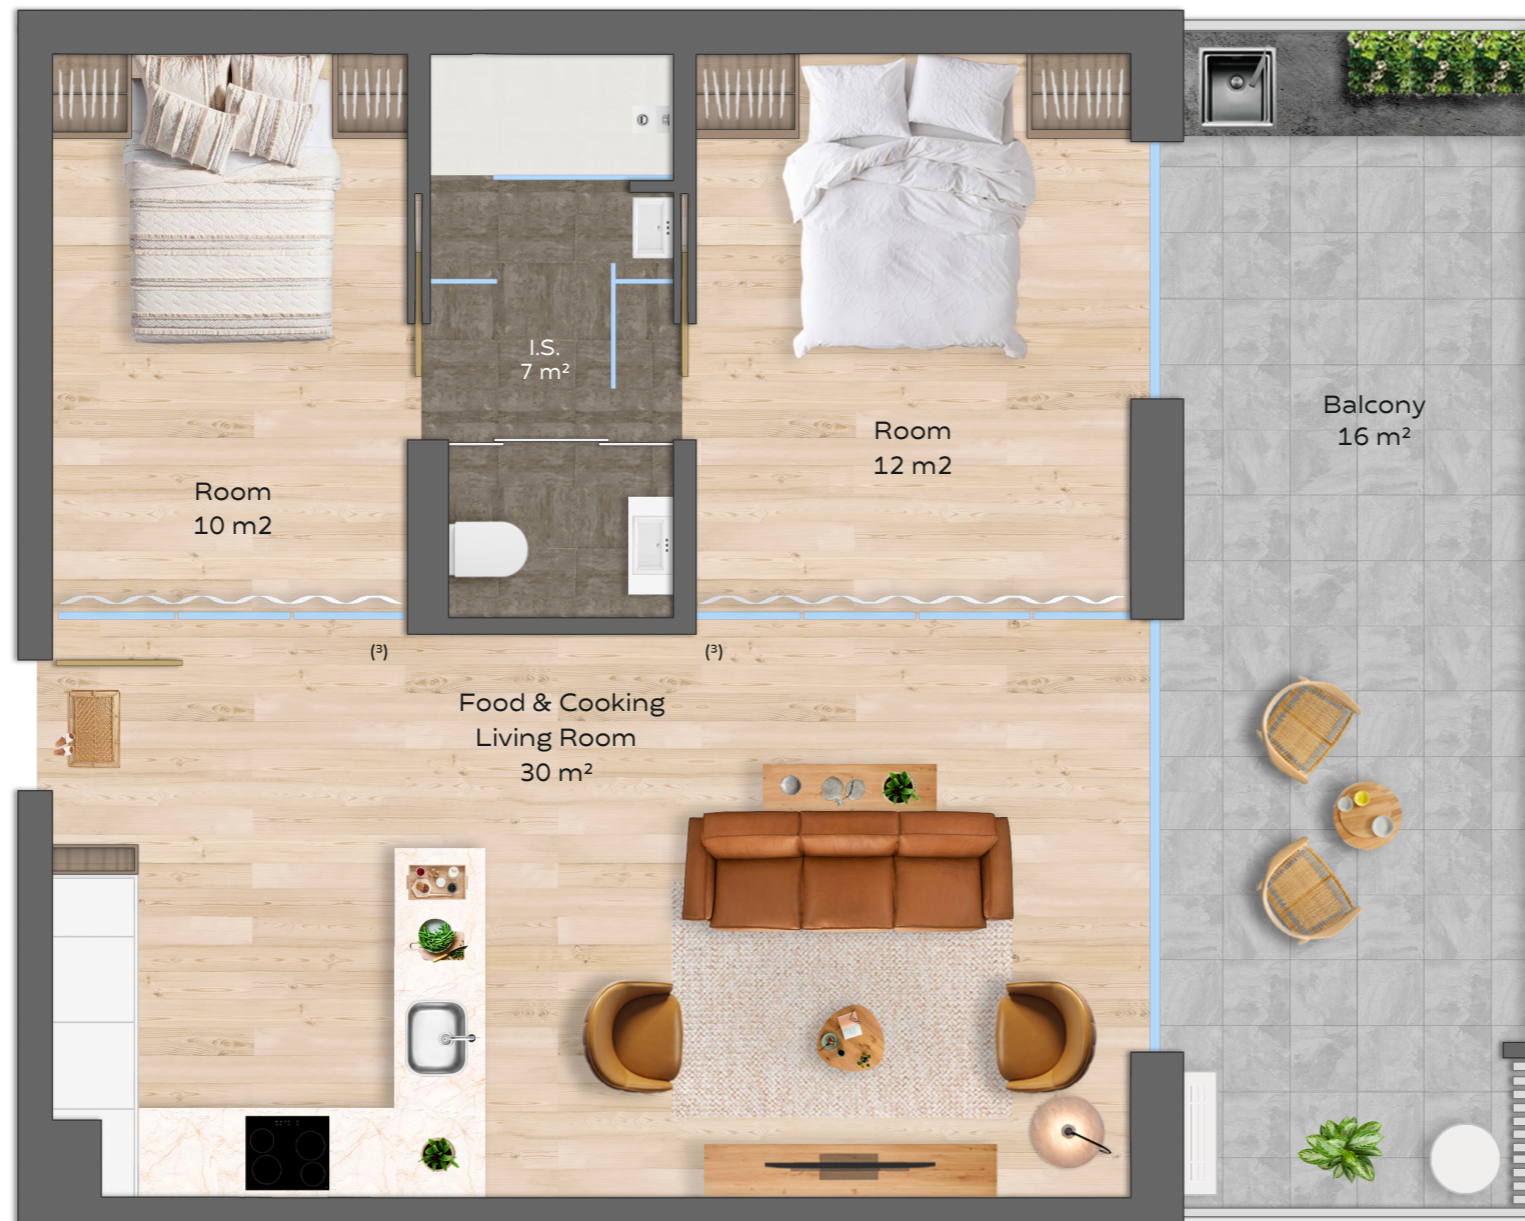 I.S.
7 m²
Balcony
16 m²
Room
12 m2
Room
10 m2
(³)
(³)
Food & Cooking
Living Room
30 m²